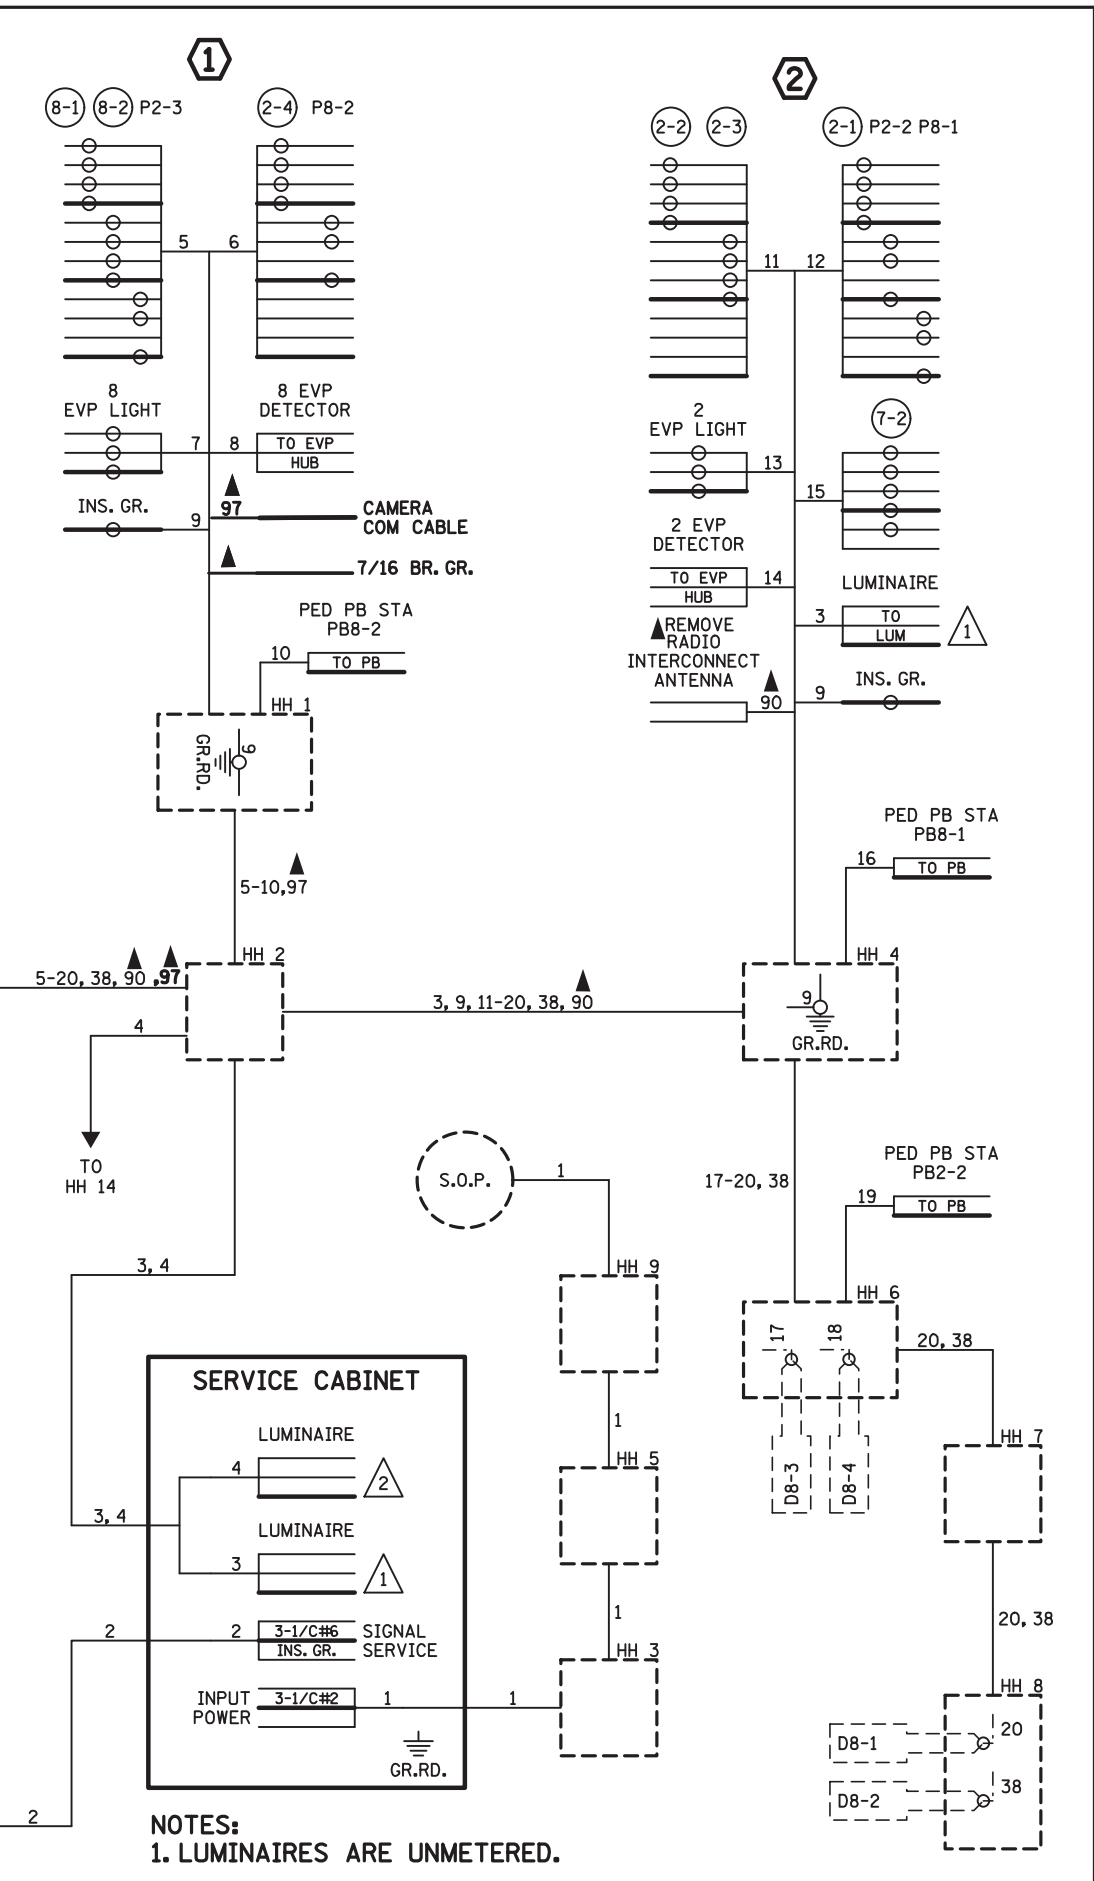 1
2
8-1 8-2 P2-3
2-4 P8-2
2-2 2-3
2-1 P2-2 P8-1
5 6
11 12
8
EVP LIGHT
8 EVP
DETECTOR
2
EVP LIGHT
7-2
7 8
TO EVP
HUB
13
15
INS. GR.
9
97
CAMERA
COM CABLE
7/16 BR. GR.
2 EVP
DETECTOR
TO EVP
HUB
14
LUMINAIRE
3
TO
LUM
1
PED PB STA
PB8-2
10
TO PB
REMOVE
RADIO
INTERCONNECT
ANTENNA
90
INS. GR.
9
HH 1
GR.RD.
9
PED PB STA
PB8-1
16
TO PB
5-10,97
HH 2
HH 4
5-20, 38, 90 ,97
3, 9, 11-20, 38, 90
9
GR.RD.
4
TO
HH 14
S.O.P.
1
17-20, 38
PED PB STA
PB2-2
19
TO PB
3, 4
HH 9
HH 6
17
18
20, 38
SERVICE CABINET
LUMINAIRE
4
2
1
HH 5
D8-3
D8-4
HH 7
3, 4
LUMINAIRE
3
1
1
20, 38
2
2
3-1/C#6
INS. GR.
SIGNAL
SERVICE
HH 3
INPUT
POWER
3-1/C#2
1
1
GR.RD.
HH 8
D8-1
20
D8-2
38
2
NOTES:
1. LUMINAIRES ARE UNMETERED.